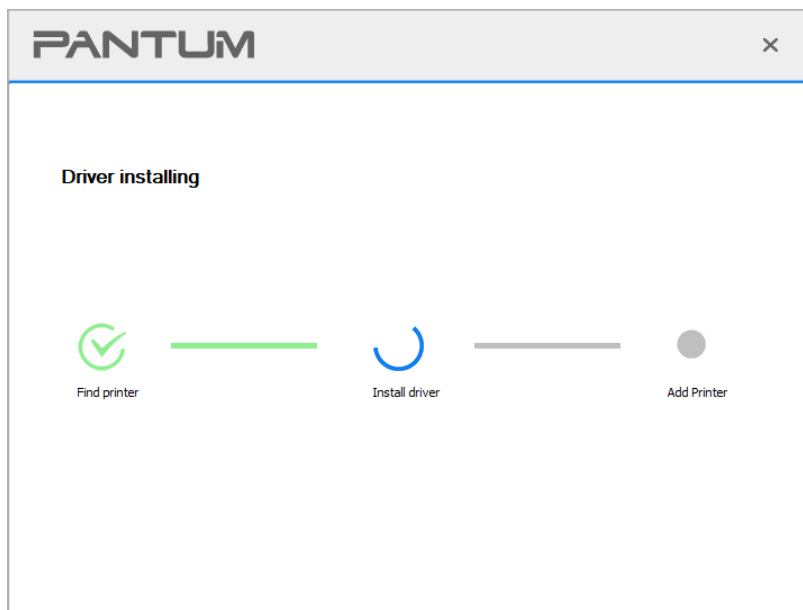 PANTUM
Driver installing
Find printer
Install driver
Add Printer